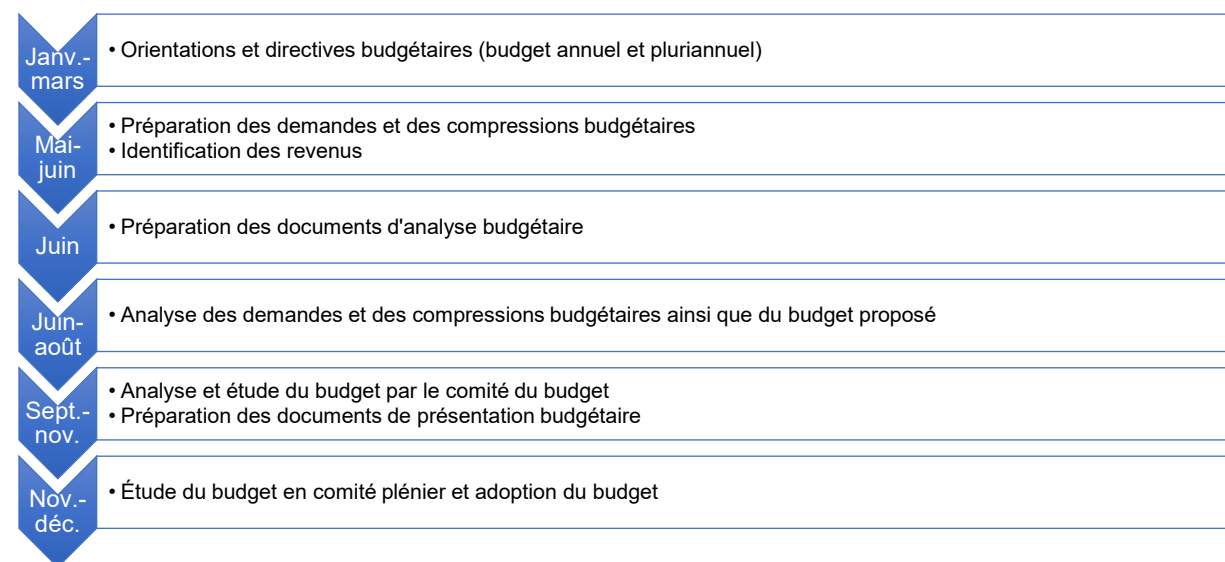 Janv.-
mars
• Orientations et directives budgétaires (budget annuel et pluriannuel)
Mai-
juin
• Préparation des demandes et des compressions budgétaires
• Identification des revenus
Juin
• Préparation des documents d'analyse budgétaire
Juin-
août
• Analyse des demandes et des compressions budgétaires ainsi que du budget proposé
Sept.-
nov.
• Analyse et étude du budget par le comité du budget
• Préparation des documents de présentation budgétaire
Nov.-
déc.
• Étude du budget en comité plénier et adoption du budget